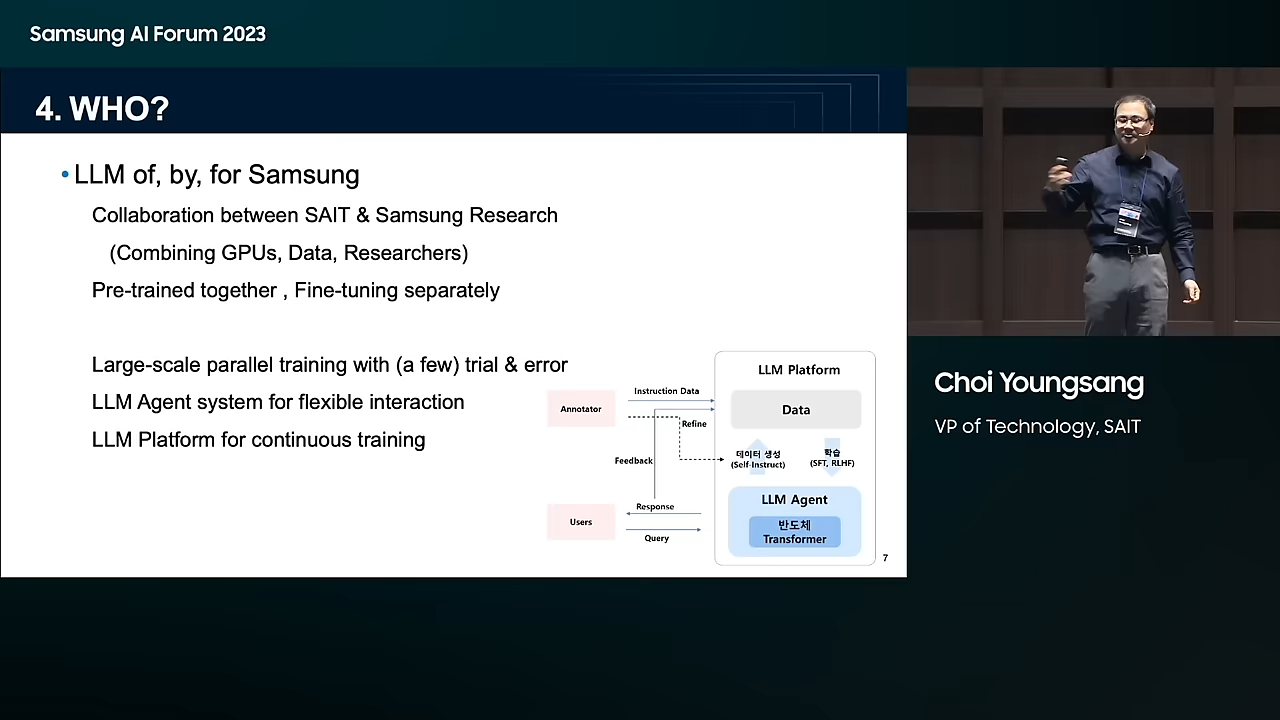 Samsung AI Forum 2023
4. WHO?
•LLM of, by, for Samsung
Collaboration between SAIT & Samsung Research
(Combining GPUs, Data, Researchers)
Pre-trained together , Fine-tuning separately
Large-scale parallel training with (a few) trial & error
LLM Agent system for flexible interaction
LLM Platform for continuous training
LLM Platform
Annotator
Instruction Data
Data
Refine
Feedback
데이터 생성
(Self-Instruct)
학습
(SFT, RLHF)
Users
Response
Query
LLM Agent
반도체
Transformer
7
Choi Youngsang
VP of Technology, SAIT